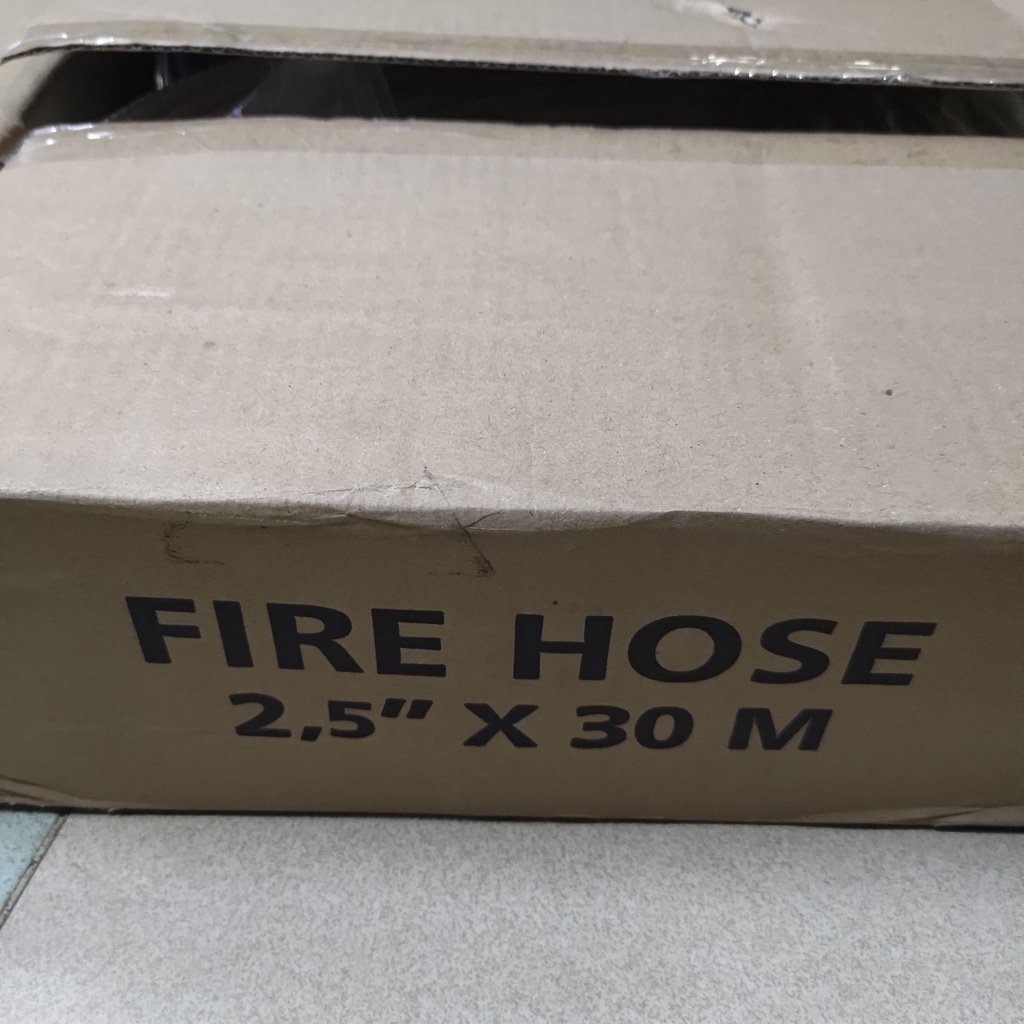 FIRE HOSE
2,5" X 30 M